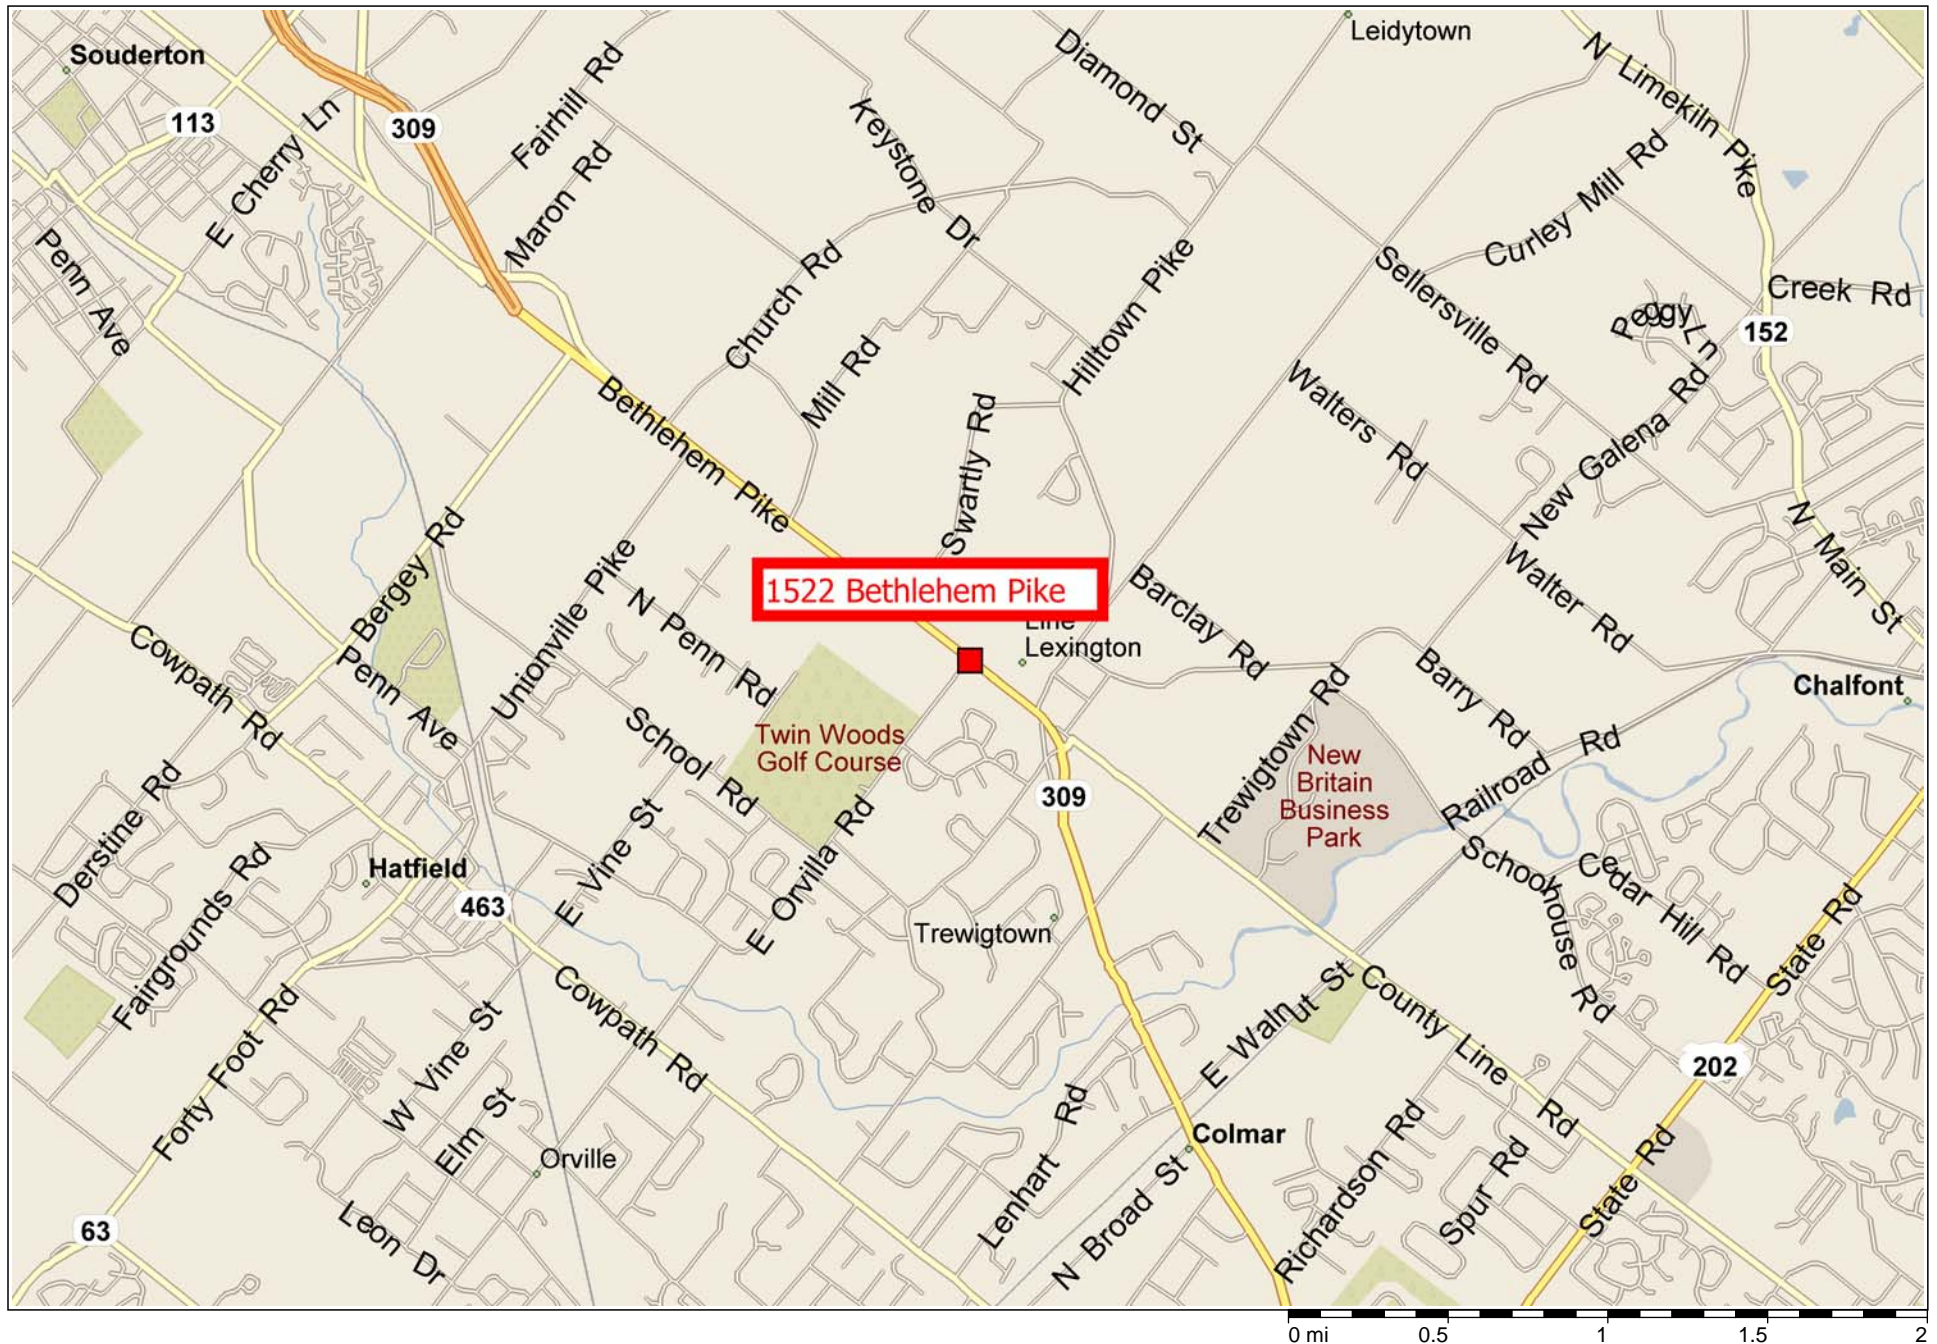 Leidytown
Souderton
N Limekiln Pike
Diamond St
Fairhill Rd
113
309
E Cherry Ln
Keystone Dr
Maron Rd
Curley Mill Rd
Penn Ave
Church Rd
Hilltown Pike
Sellersville Rd
Creek Rd
Peggy Ln
152
Mill Rd
Walters Rd
Bethlehem Pike
Swartly Rd
New Galena Rd
N Main St
Bergey Rd
Unionville Pike
1522 Bethlehem Pike
Barclay Rd
Walter Rd
N Penn Rd
Line
Lexington
Cowpath Rd
Penn Ave
Barry Rd
Chalfont
School Rd
Twin Woods
Golf Course
Trewigtown Rd
New
Britain
Business
Park
Railroad Rd
309
Derstine Rd
E Vine St
E Orvilla Rd
Fairgrounds Rd
Hatfield
463
Schoolhouse Rd
Cedar Hill Rd
State Rd
Trewigtown
Cowpath Rd
Forty Foot Rd
E Walnut St
County Line Rd
W Vine St
202
Elm St
Lenhart Rd
Colmar
Richardson Rd
Spur Rd
State Rd
Orville
N Broad St
63
Leon Dr
0 mi 0.5 1 1.5 2